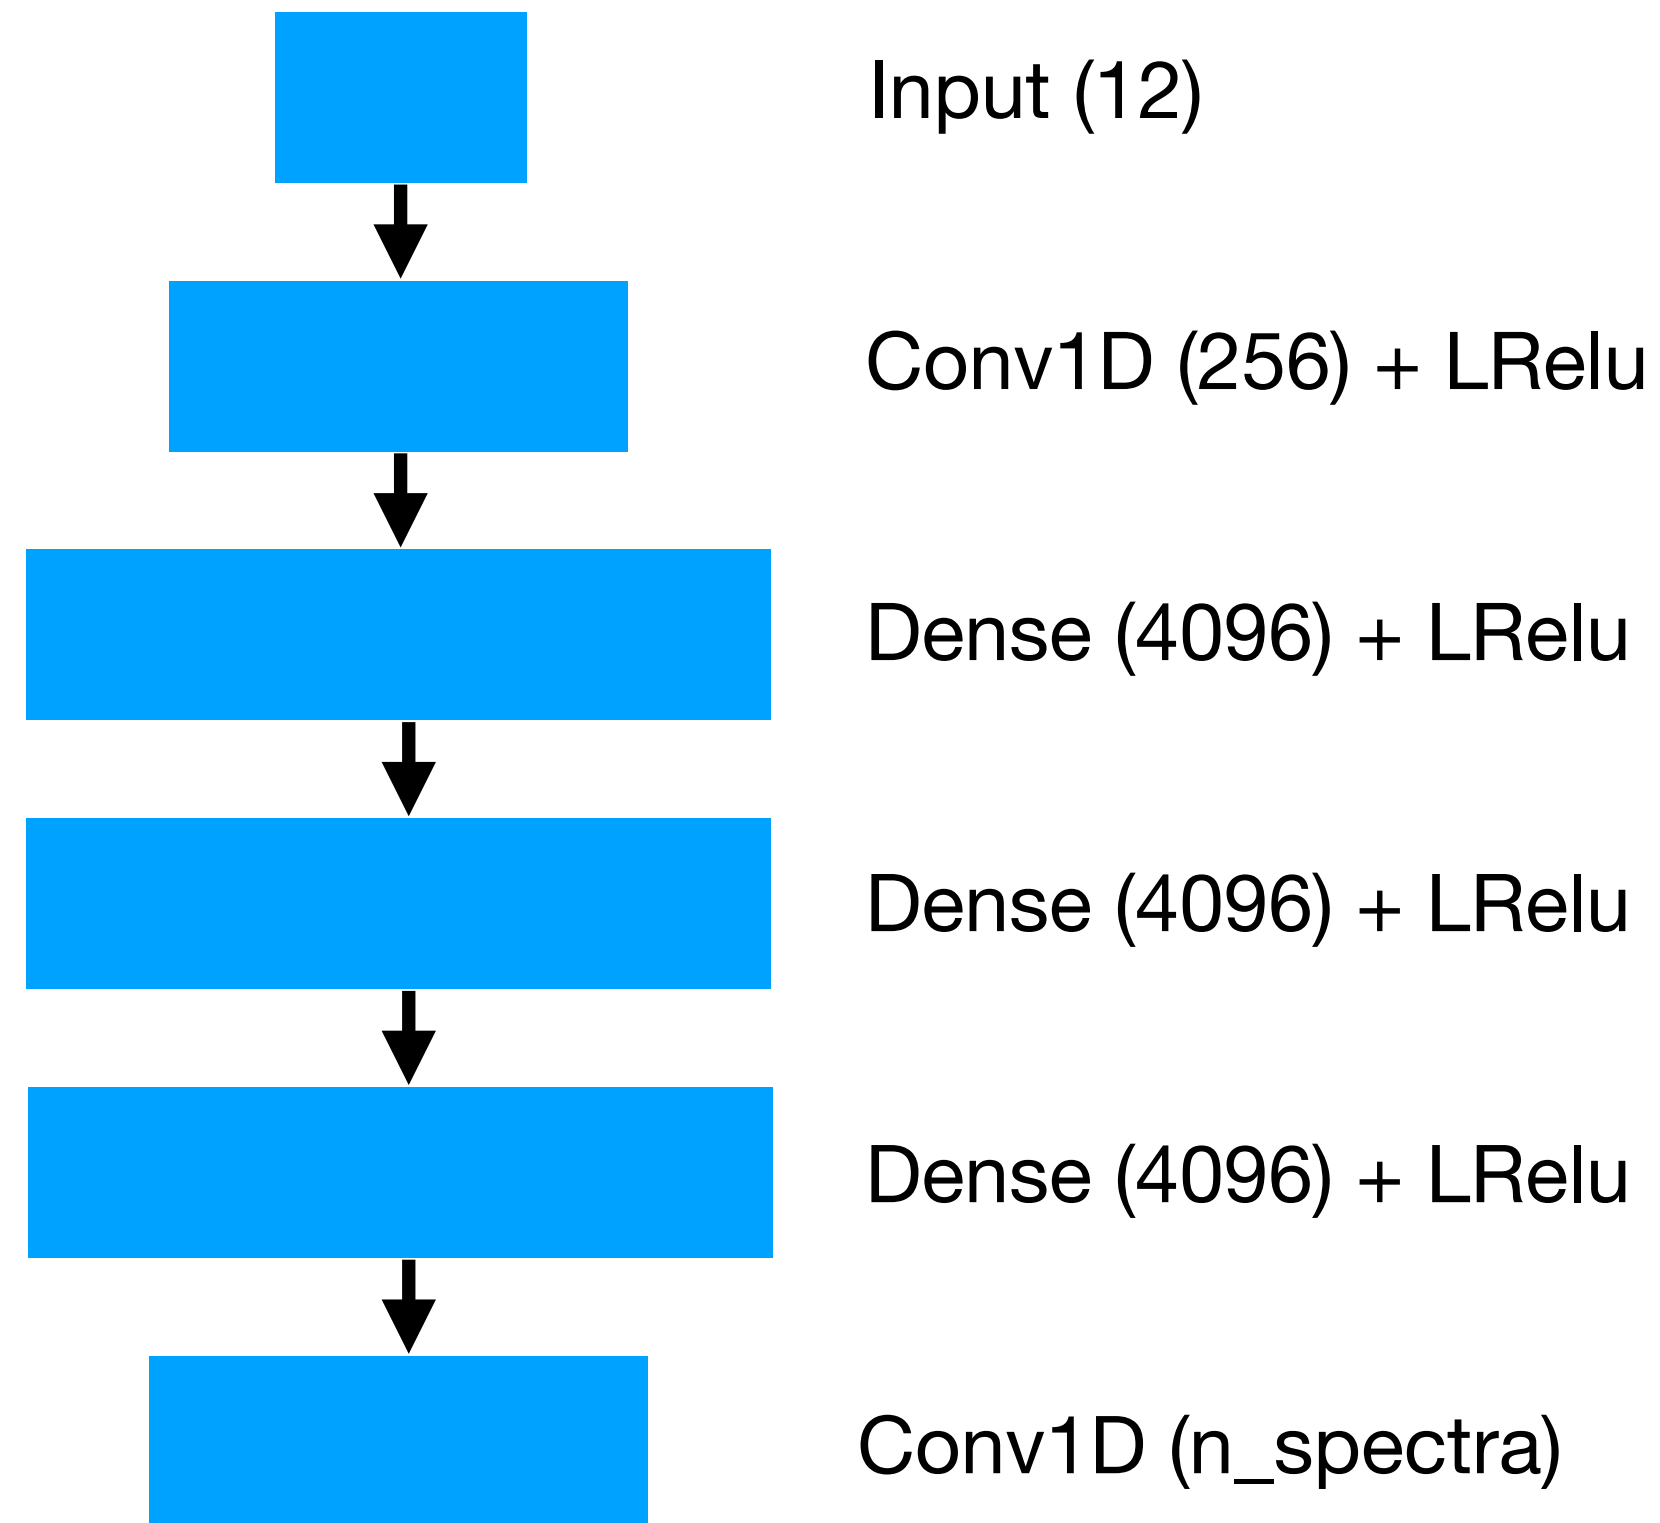 Input (12)
Conv1D (256) + LRelu
Dense (4096) + LRelu
Dense (4096) + LRelu
Dense (4096) + LRelu
Conv1D (n_spectra)